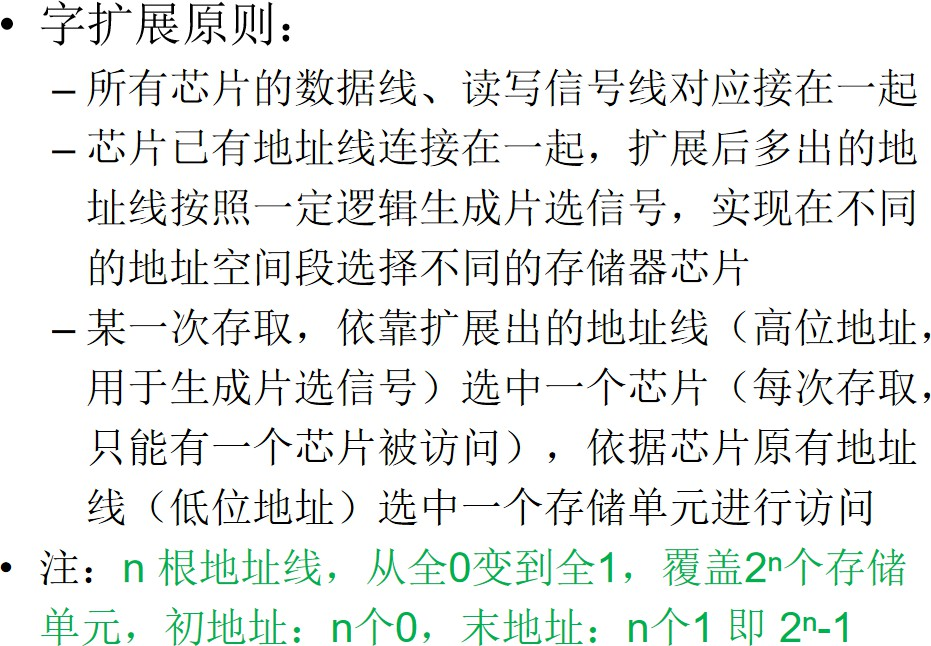 • 字扩展原则：
– 所有芯片的数据线、读写信号线对应接在一起
– 芯片已有地址线连接在一起，扩展后多出的地
址线按照一定逻辑生成片选信号，实现在不同
的地址空间段选择不同的存储器芯片
– 某一次存取，依靠扩展出的地址线（高位地址，
用于生成片选信号）选中一个芯片（每次存取，
只能有一个芯片被访问），依据芯片原有地址
线（低位地址）选中一个存储单元进行访问
• 注：n 根地址线，从全0变到全1，覆盖2ⁿ个存储
单元，初地址：n个0，末地址：n个1 即 2ⁿ-1